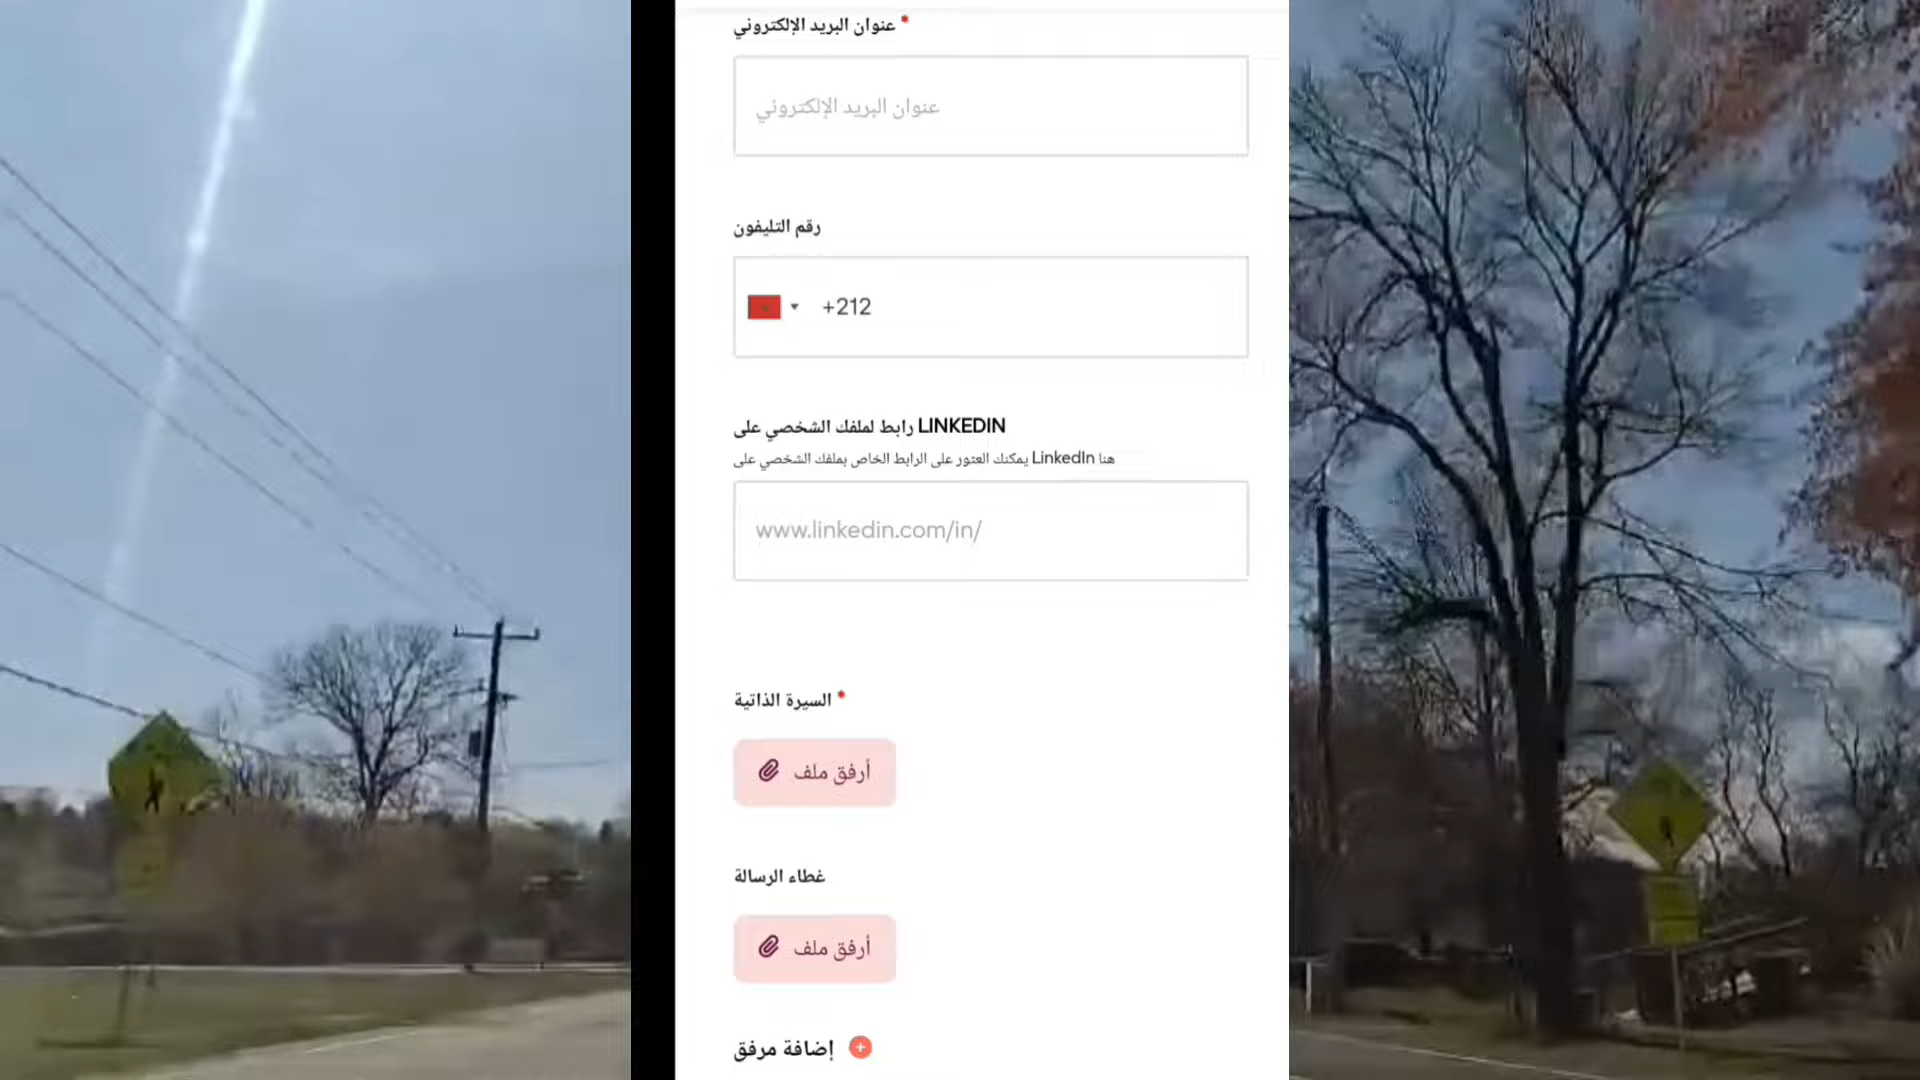 عنوان البريد الإلكتروني *
عنوان البريد الإلكتروني
رقم التليفون
+212
رابط لملفك الشخصي على LINKEDIN
يمكنك العثور على الرابط الخاص بملفك الشخصي على LinkedIn هنا
www.linkedin.com/in/
السيرة الذاتية *
أرفق ملف
غطاء الرسالة
أرفق ملف
إضافة مرفق